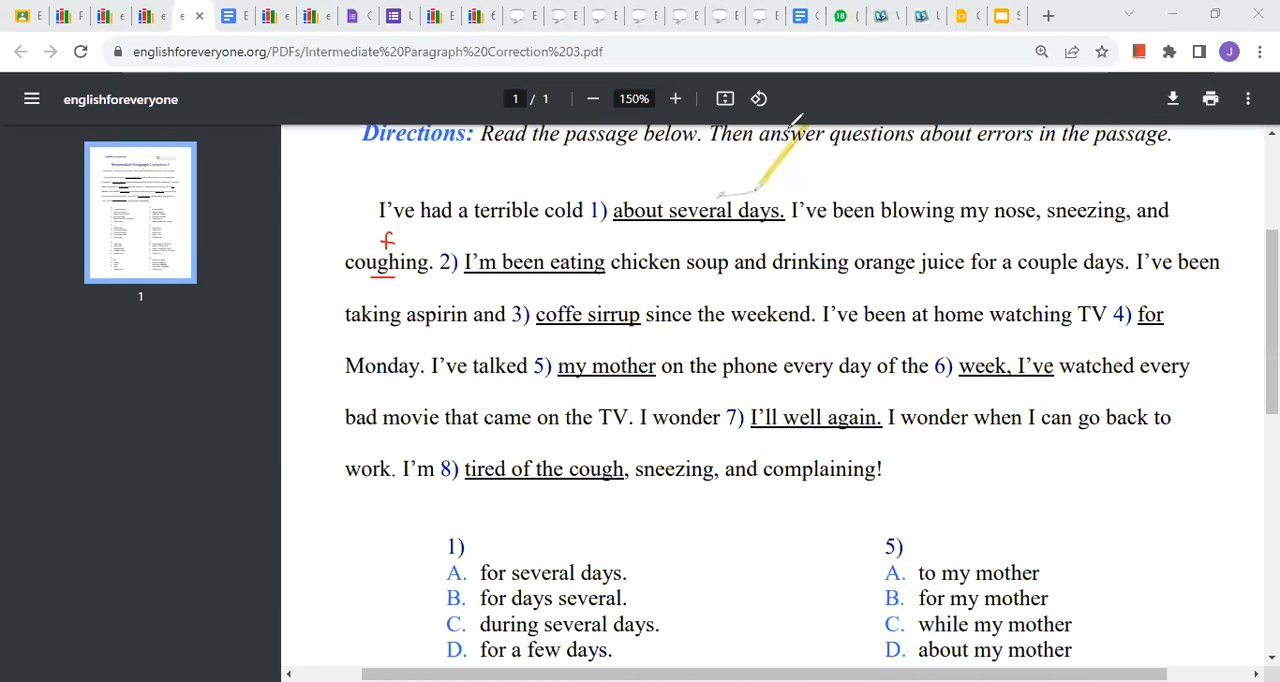 englishforeveryone.org/PDFs/Intermediate%20Paragraph%20Correction%203.pdf
J
englishforeveryone
1 / 1
150%
Directions: Read the passage below. Then answer questions about errors in the passage.
I've had a terrible cold 1) about several days. I've been blowing my nose, sneezing, and
f
coughing. 2) I'm been eating chicken soup and drinking orange juice for a couple days. I've been
taking aspirin and 3) coffe sirrup since the weekend. I've been at home watching TV 4) for
Monday. I've talked 5) my mother on the phone every day of the 6) week, I've watched every
bad movie that came on the TV. I wonder 7) I'll well again. I wonder when I can go back to
work. I'm 8) tired of the cough, sneezing, and complaining!
1
1)
A. for several days.
B. for days several.
C. during several days.
D. for a few days.
5)
A. to my mother
B. for my mother
C. while my mother
D. about my mother